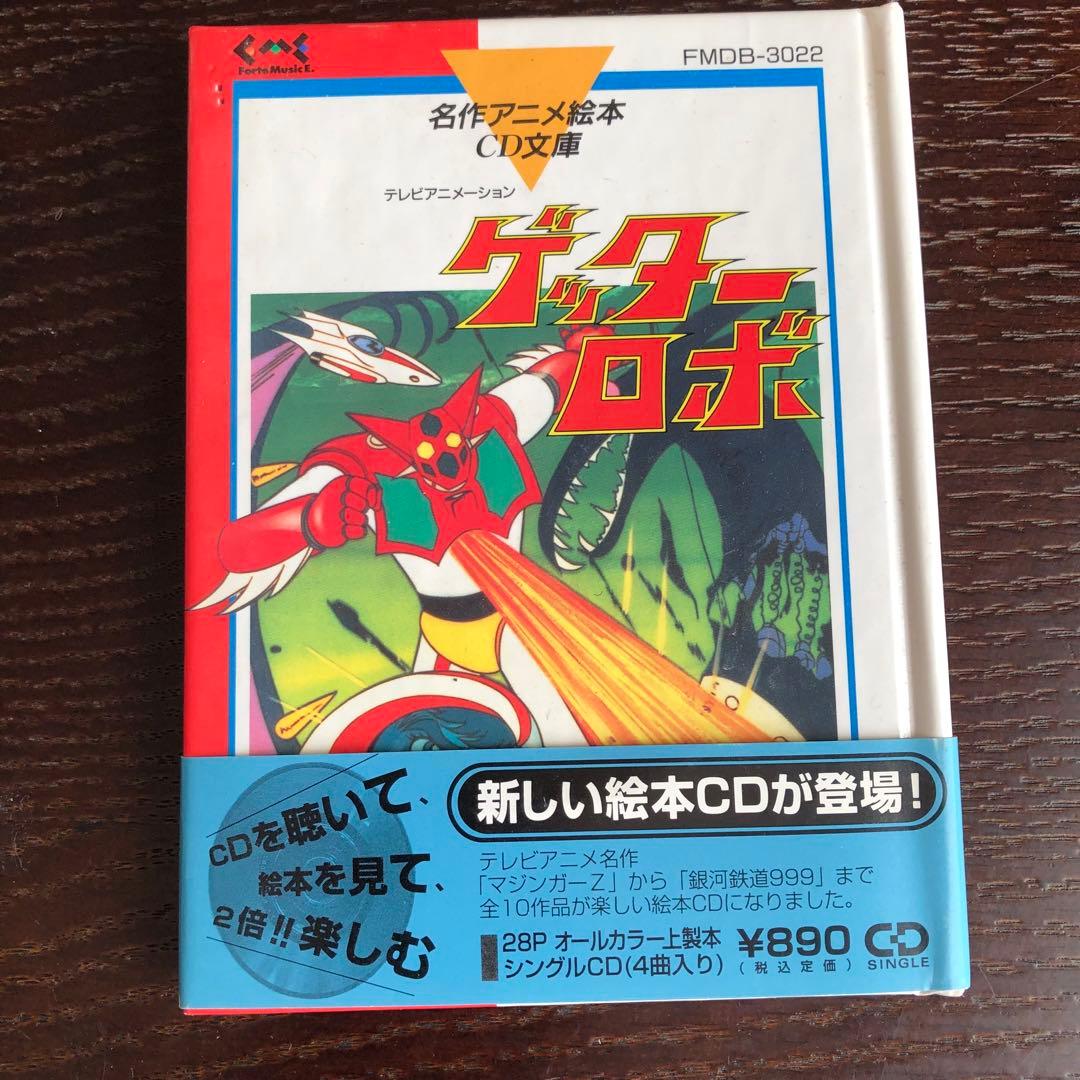 Forte Music E.
FMDB-3022
名作アニメ絵本
CD文庫
テレビアニメーション
ゲッター
ロボ
CDを聴いて、
絵本を見て、
2倍!!楽しむ
新しい絵本CDが登場!
テレビアニメ名作
「マジンガーZ」から「銀河鉄道999」まで
全10作品が楽しい絵本CDになりました。
28P オールカラー上製本
シングルCD(4曲入り)
¥890
(税込定価)
CD
SINGLE